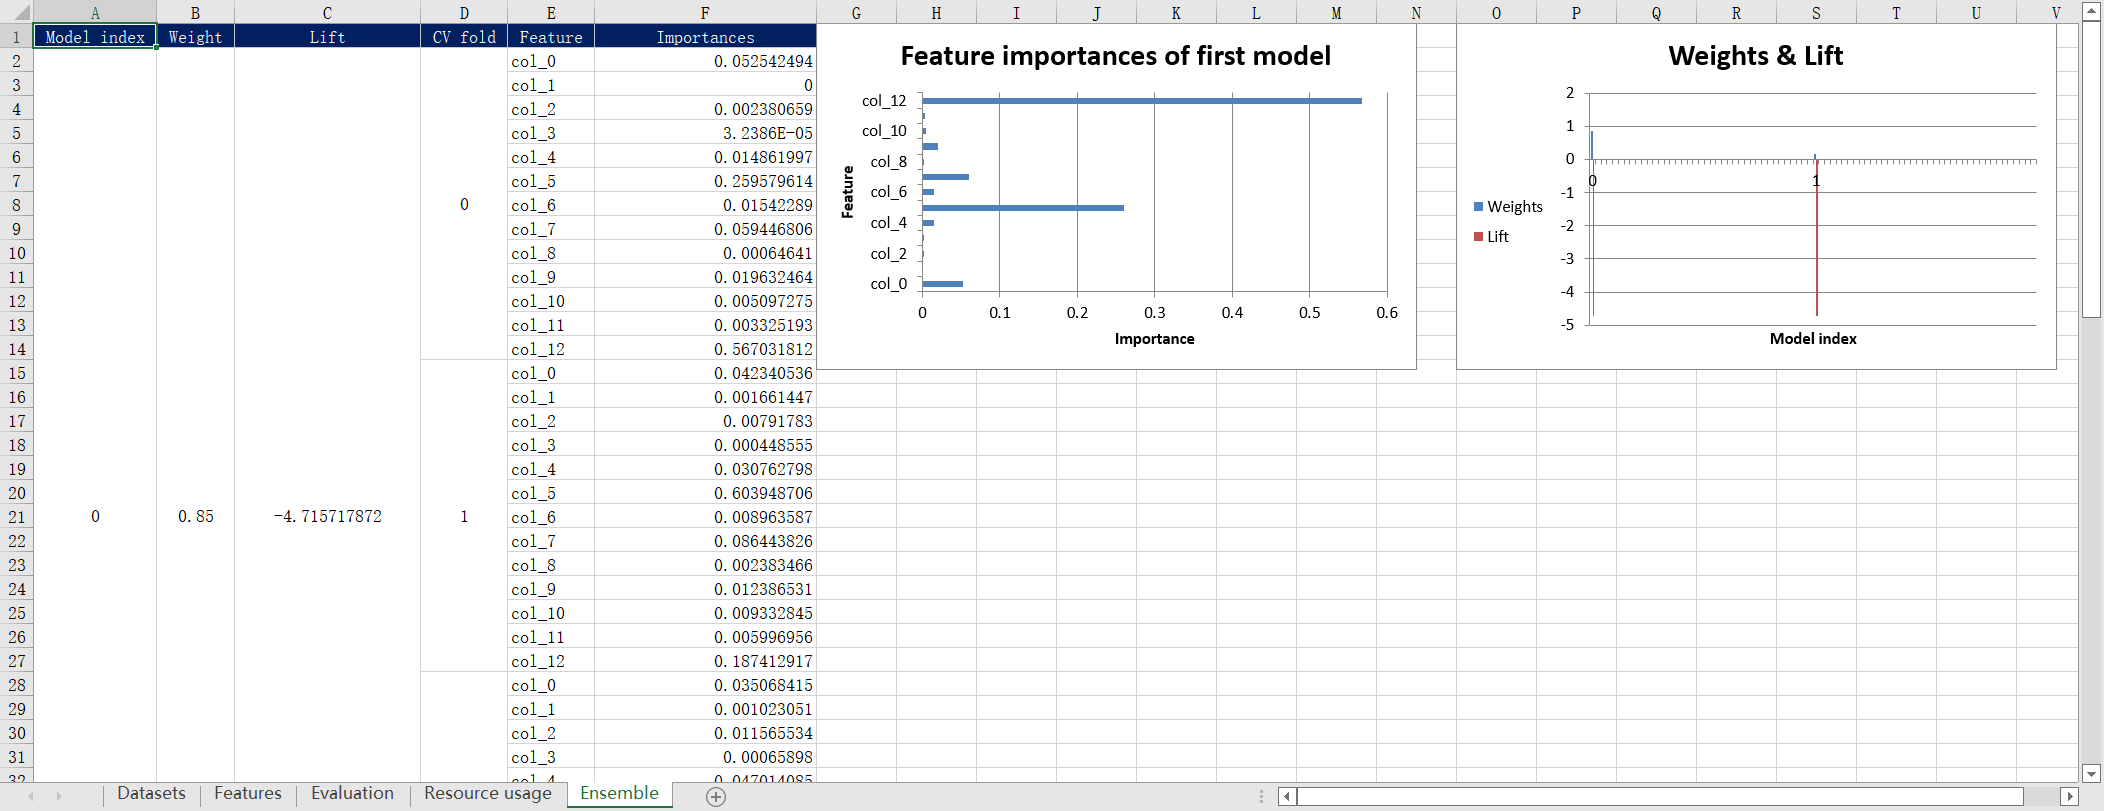 A B C D E F G H I J K L M N O P Q R S T U V
1 Model index Weight Lift CV fold Feature Importances
2 col_0 0.052542494
3 col_1 0
4 col_2 0.002380659
5 col_3 3.2386E-05
6 col_4 0.014861997
7 col_5 0.259579614
8 0 col_6 0.01542289
9 col_7 0.059446806
10 col_8 0.00064641
11 col_9 0.019632464
12 col_10 0.005097275
13 col_11 0.003325193
14 col_12 0.567031812
15 col_0 0.042340536
16 col_1 0.001661447
17 col_2 0.00791783
18 col_3 0.000448555
19 col_4 0.030762798
20 col_5 0.603948706
21 0 0.85 -4.715717872 1 col_6 0.008963587
22 col_7 0.086443826
23 col_8 0.002383466
24 col_9 0.012386531
25 col_10 0.009332845
26 col_11 0.005996956
27 col_12 0.187412917
28 col_0 0.035068415
29 col_1 0.001023051
30 col_2 0.011565534
31 col_3 0.00065898
32 col_4 0.047014085
Feature importances of first model
Feature
col_12
col_10
col_8
col_6
col_4
col_2
col_0
0 0.1 0.2 0.3 0.4 0.5 0.6
Importance
Weights & Lift
2
1
0
-1
-2
-3
-4
-5
0 1
Weights
Lift
Model index
Datasets Features Evaluation Resource usage Ensemble